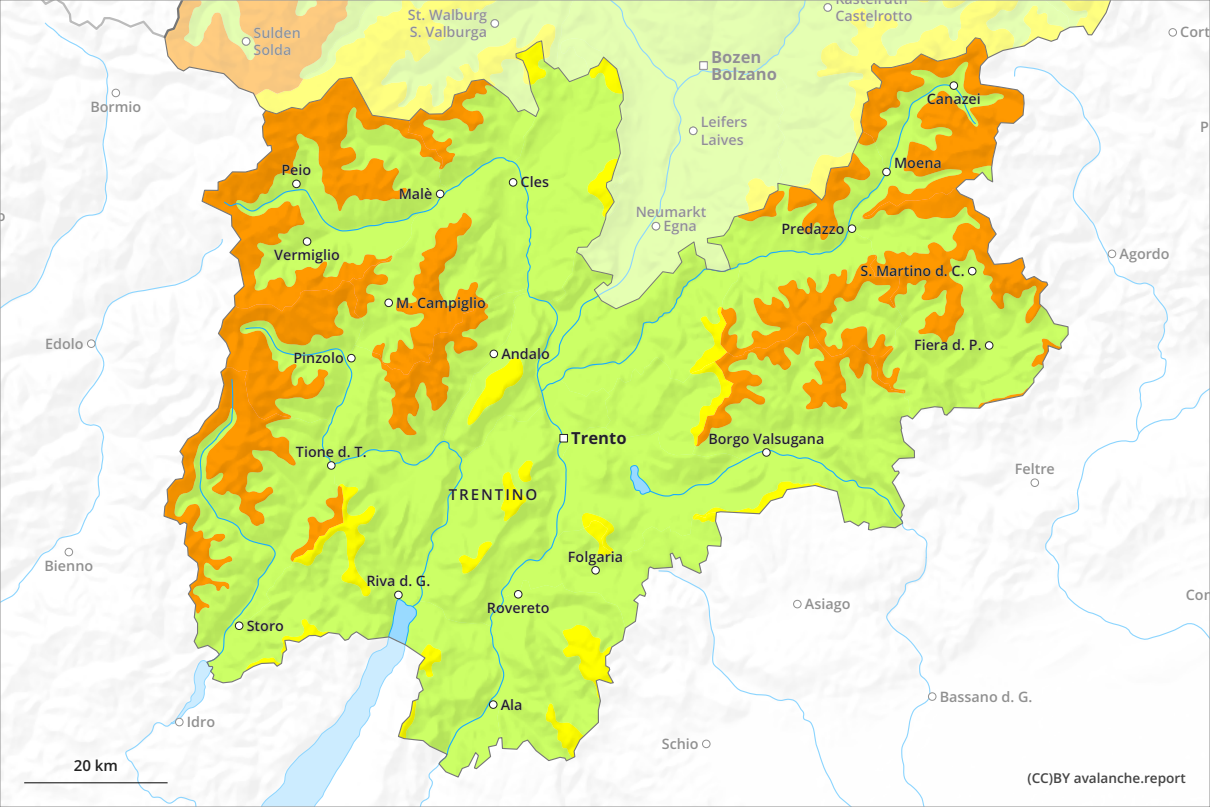 St. Walburg
S. Valburga
Kastelruth
Castelrotto
Sulden
Solda
Cort
Bozen
Bolzano
Bormio
Canazei
Leifers
Laives
P
Moena
Peio
Cles
Malè
Neumarkt
Egna
Predazzo
Vermiglio
Agordo
S. Martino d. C.
M. Campiglio
Edolo
Pinzolo
Andalo
Fiera d. P.
Trento
Borgo Valsugana
Tione d. T.
Feltre
TRENTINO
Bienno
Folgaria
Riva d. G.
Rovereto
Asiago
Cor
Storo
Bassano d. G.
Ala
Idro
Schio
20 km
(CC)BY avalanche.report